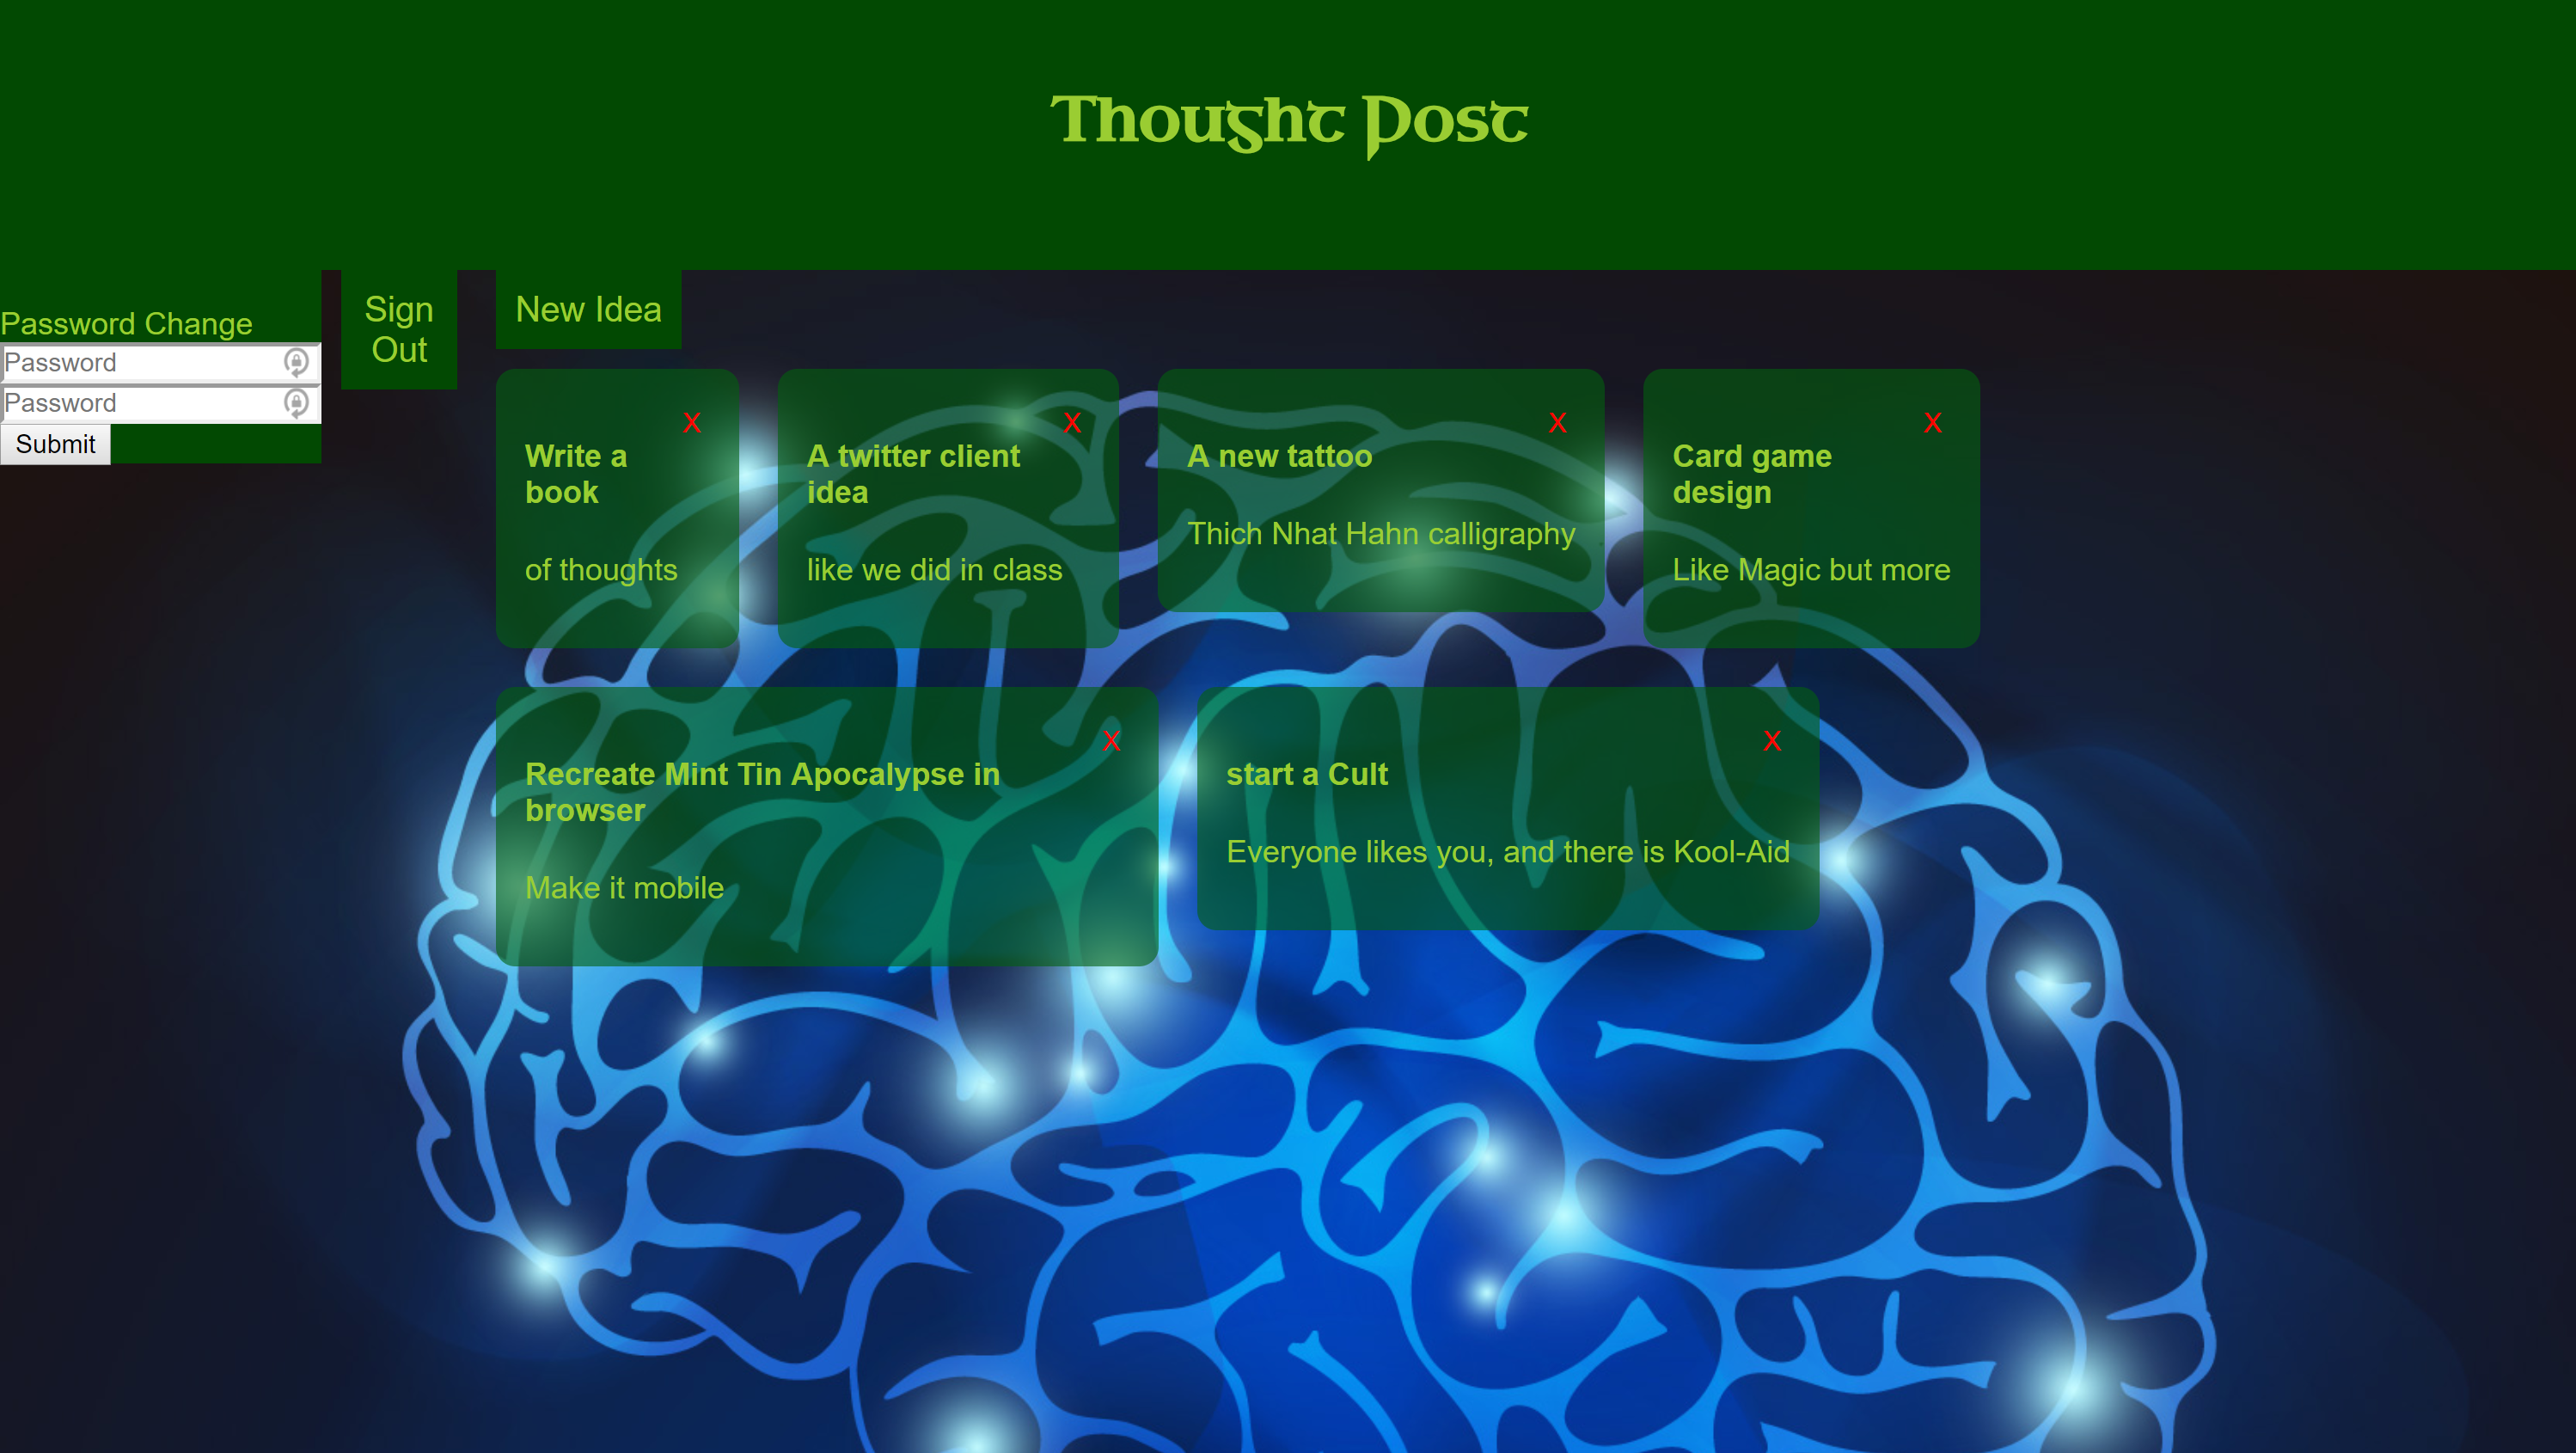 Thought Post
Password Change
Password
Password
Submit
Sign
Out
New Idea
x
Write a
book
of thoughts
x
A twitter client
idea
like we did in class
x
A new tattoo
Thich Nhat Hahn calligraphy
x
Card game
design
Like Magic but more
x
Recreate Mint Tin Apocalypse in
browser
Make it mobile
x
start a Cult
Everyone likes you, and there is Kool-Aid